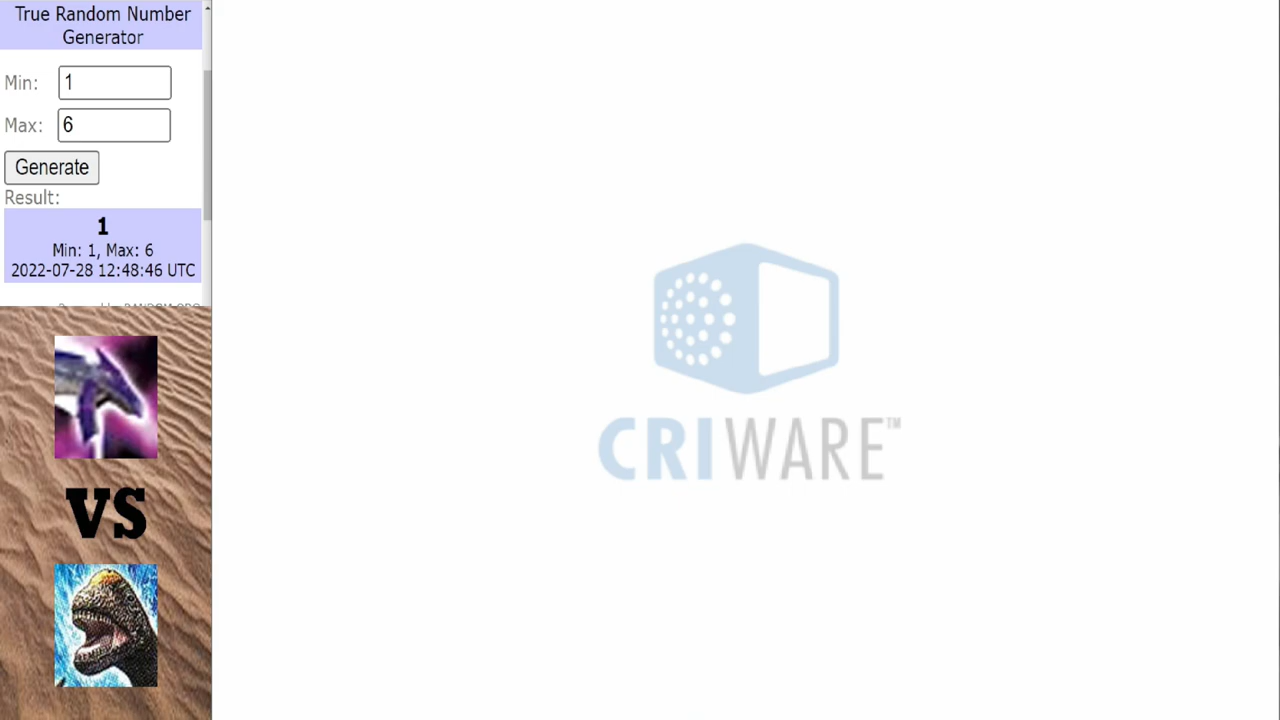 True Random Number
Generator
Min: 1
Max: 6
Generate
Result:
1
Min: 1, Max: 6
2022-07-28 12:48:46 UTC
VS
CRIWARE™